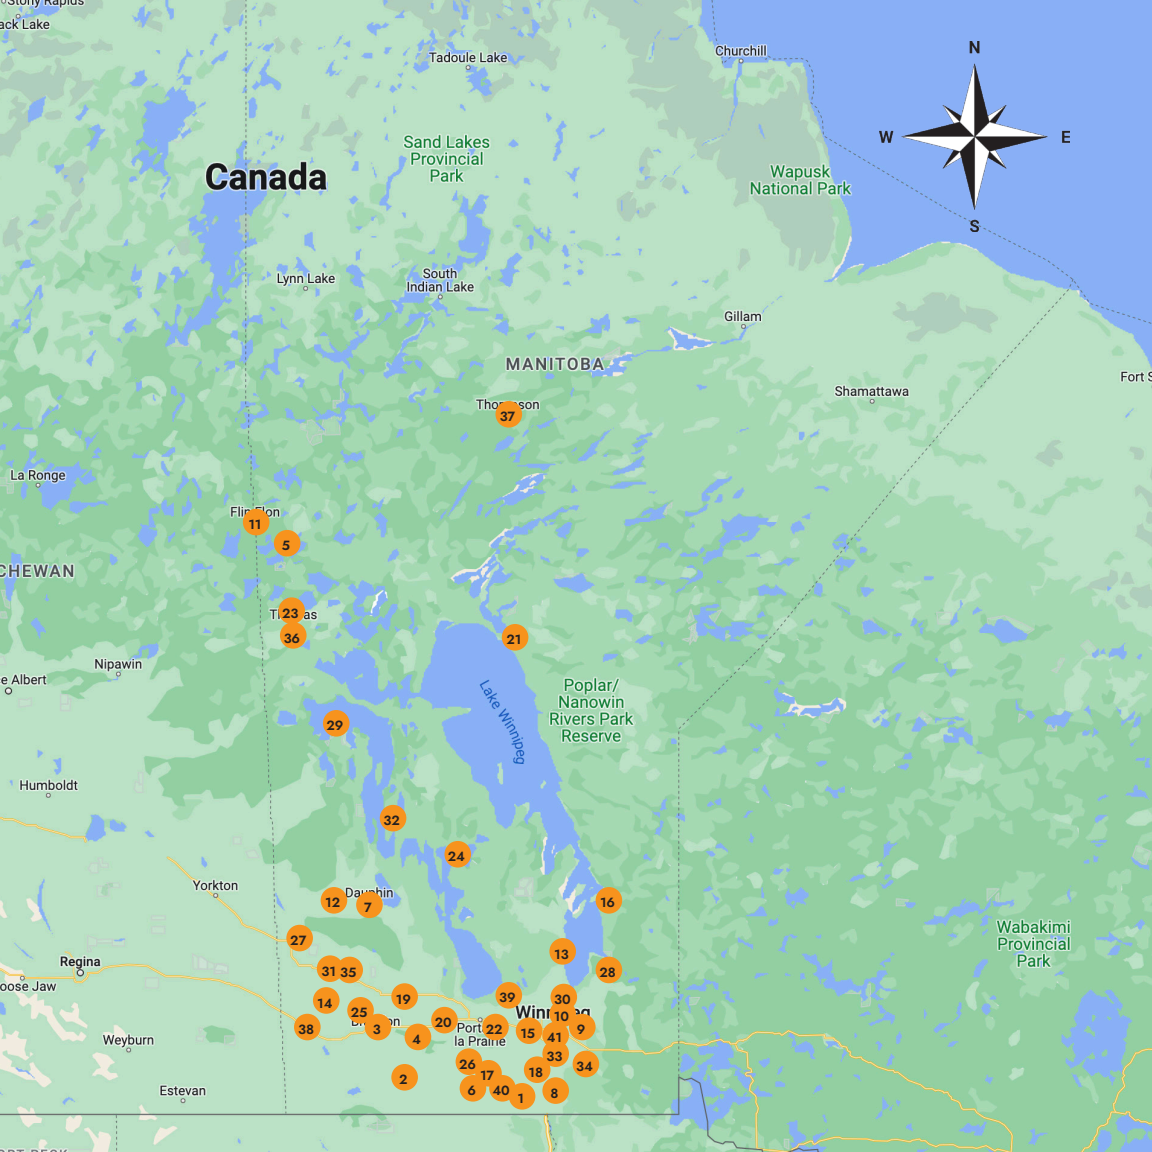 Stony Rapids
ack Lake
Tadoule Lake
Churchill
N
W
E
S
Sand Lakes
Provincial
Park
Wapusk
National Park
Canada
Lynn Lake
South
Indian Lake
Gillam
MANITOBA
Shamattawa
Fort S
Thompson
37
La Ronge
Flin Flon
11
5
CHEWAN
23
36
21
Nipawin
e Albert
Lake Winnipeg
Poplar/
Nanowin
Rivers Park
Reserve
29
Humboldt
32
24
Yorkton
Dauphin
12
7
16
27
13
28
Wabakimi
Provincial
Park
Regina
oose Jaw
31
35
14
19
39
30
25
Winnipeg
10
38
3
20
22
15
41
9
4
Porta
la Prairie
Weyburn
33
26
17
18
34
2
6
40
1
8
Estevan